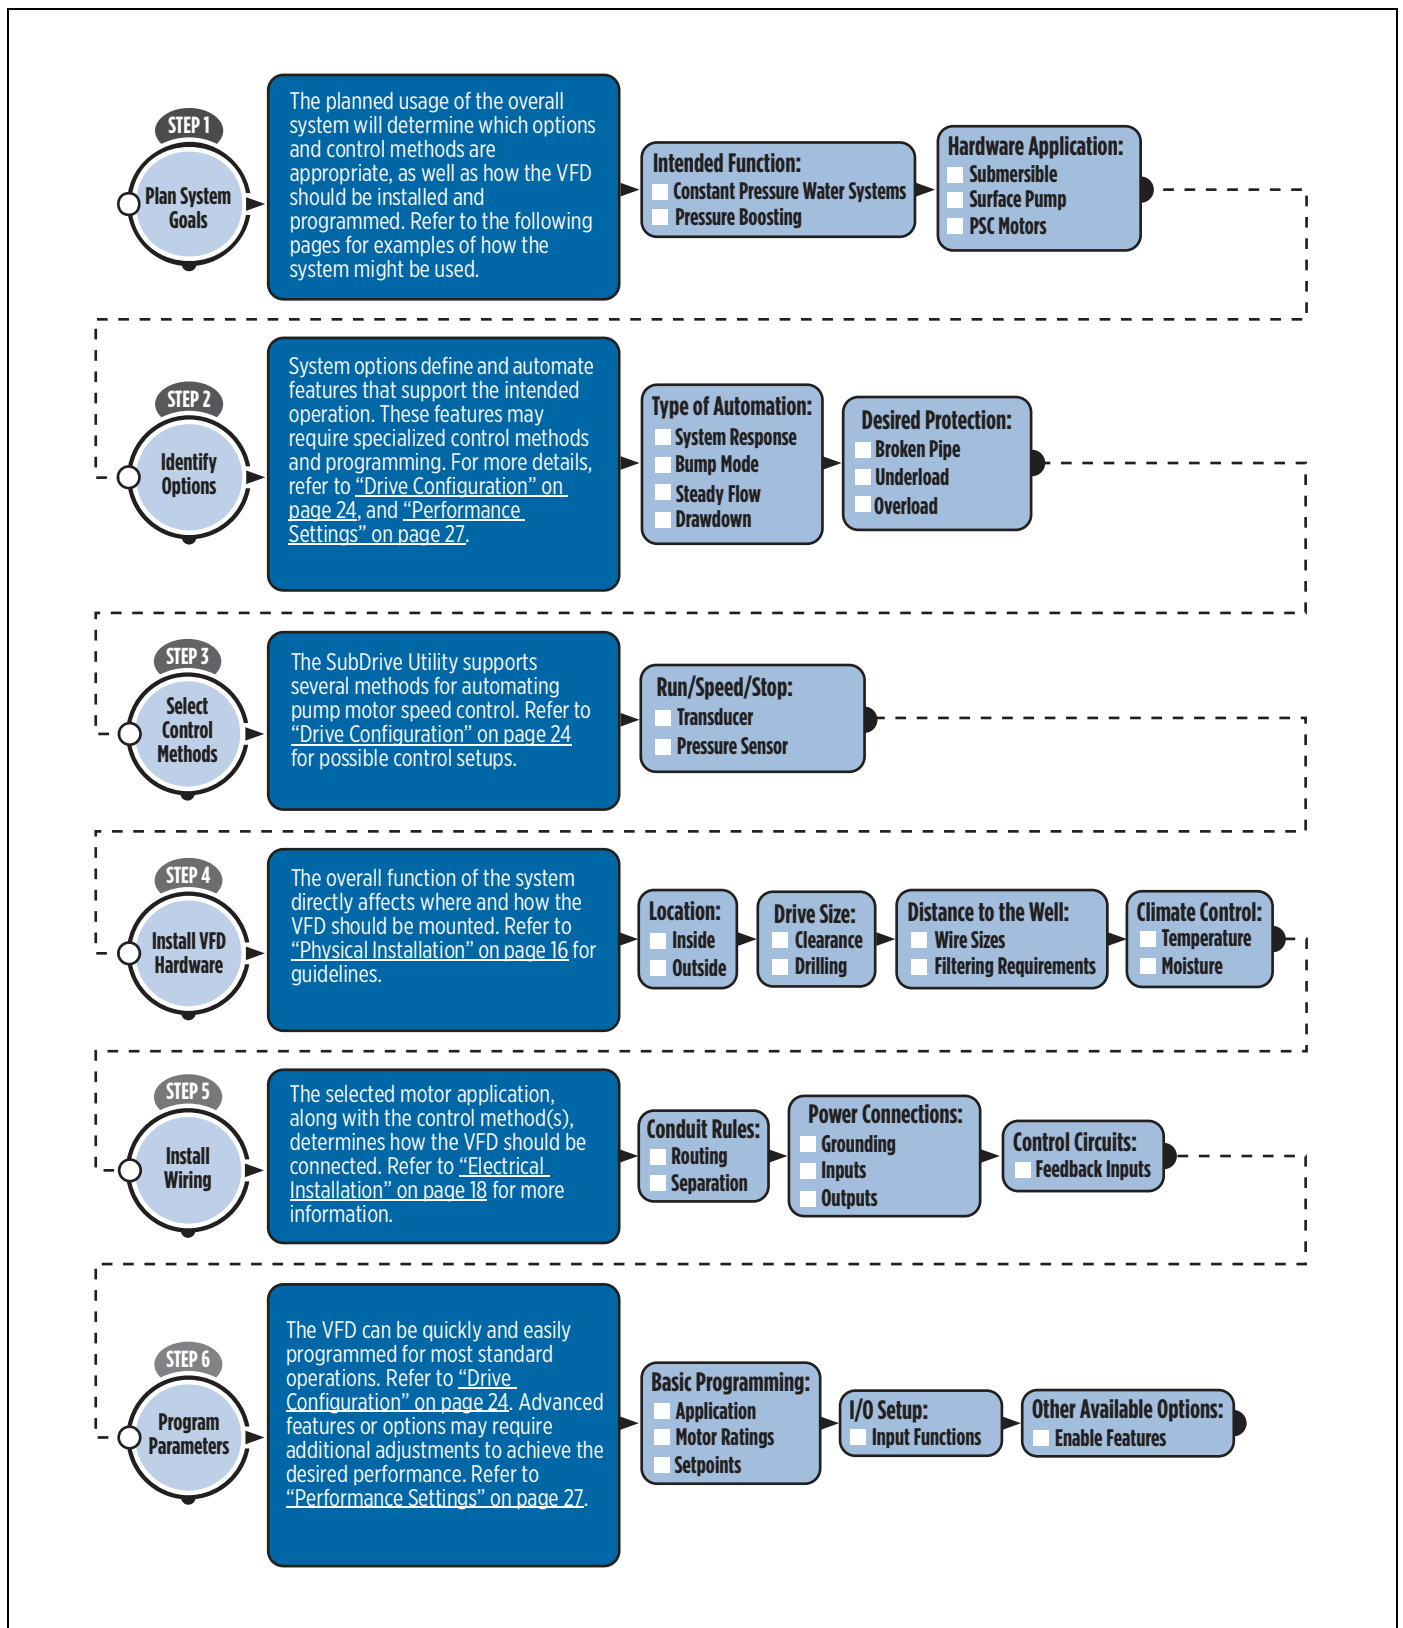 STEP 1
Plan System
Goals
The planned usage of the overall
system will determine which options
and control methods are
appropriate, as well as how the VFD
should be installed and
programmed. Refer to the following
pages for examples of how the
system might be used.
Intended Function:
Constant Pressure Water Systems
Pressure Boosting
Hardware Application:
Submersible
Surface Pump
PSC Motors
STEP 2
Identify
Options
System options define and automate
features that support the intended
operation. These features may
require specialized control methods
and programming. For more details,
refer to “Drive Configuration” on
page 24, and “Performance
Settings” on page 27.
Type of Automation:
System Response
Bump Mode
Steady Flow
Drawdown
Desired Protection:
Broken Pipe
Underload
Overload
STEP 3
Select
Control
Methods
The SubDrive Utility supports
several methods for automating
pump motor speed control. Refer to
“Drive Configuration” on page 24
for possible control setups.
Run/Speed/Stop:
Transducer
Pressure Sensor
STEP 4
Install VFD
Hardware
The overall function of the system
directly affects where and how the
VFD should be mounted. Refer to
“Physical Installation” on page 16 for
guidelines.
Location:
Inside
Outside
Drive Size:
Clearance
Drilling
Distance to the Well:
Wire Sizes
Filtering Requirements
Climate Control:
Temperature
Moisture
STEP 5
Install
Wiring
The selected motor application,
along with the control method(s),
determines how the VFD should be
connected. Refer to “Electrical
Installation” on page 18 for more
information.
Conduit Rules:
Routing
Separation
Power Connections:
Grounding
Inputs
Outputs
Control Circuits:
Feedback Inputs
STEP 6
Program
Parameters
The VFD can be quickly and easily
programmed for most standard
operations. Refer to “Drive
Configuration” on page 24. Advanced
features or options may require
additional adjustments to achieve the
desired performance. Refer to
“Performance Settings” on page 27.
Basic Programming:
Application
Motor Ratings
Setpoints
I/O Setup:
Input Functions
Other Available Options:
Enable Features